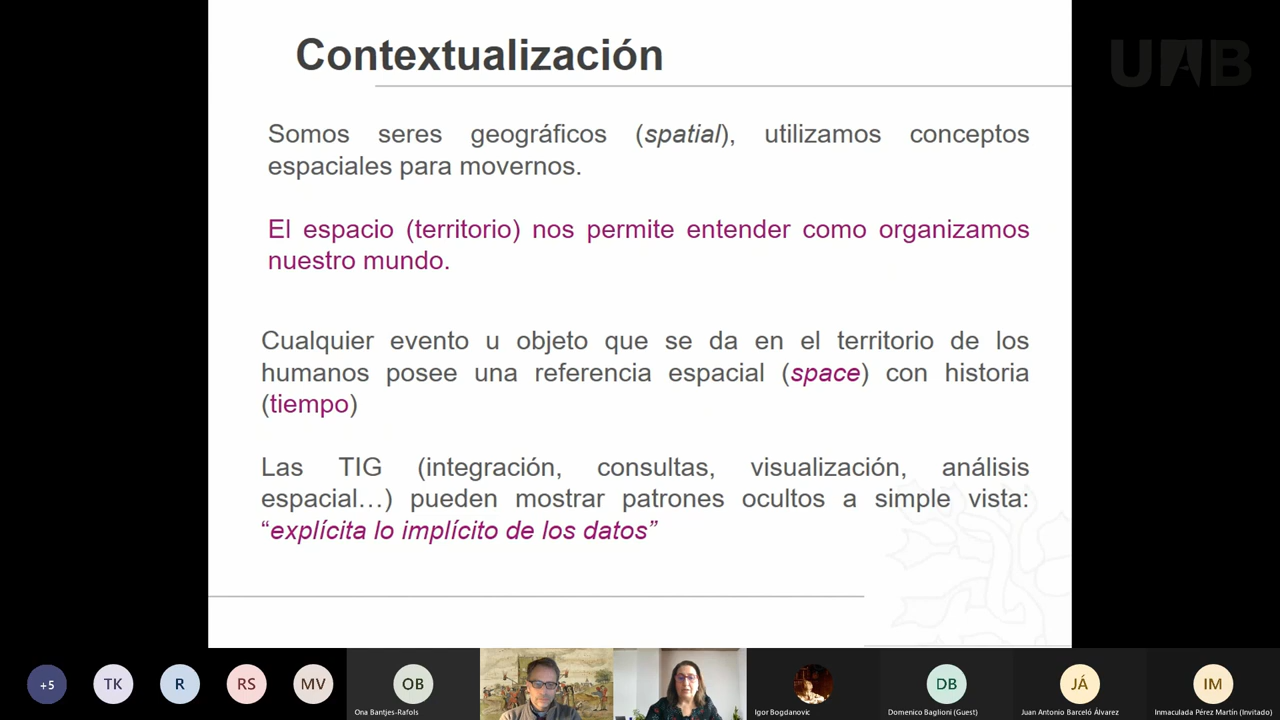 Contextualización
UAB
Somos seres geográficos (spatial), utilizamos conceptos
espaciales para movernos.
El espacio (territorio) nos permite entender como organizamos
nuestro mundo.
Cualquier evento u objeto que se da en el territorio de los
humanos posee una referencia espacial (space) con historia
(tiempo)
Las TIG (integración, consultas, visualización, análisis
espacial...) pueden mostrar patrones ocultos a simple vista:
“explícita lo implícito de los datos”
+5
TK
R
RS
MV
OB
Ona Bantjes-Rafols
Igor Bogdanovic
DB
Domenico Baglioni (Guest)
JÁ
Juan Antonio Barceló Álvarez
IM
Inmaculada Pérez Martín (Invitado)